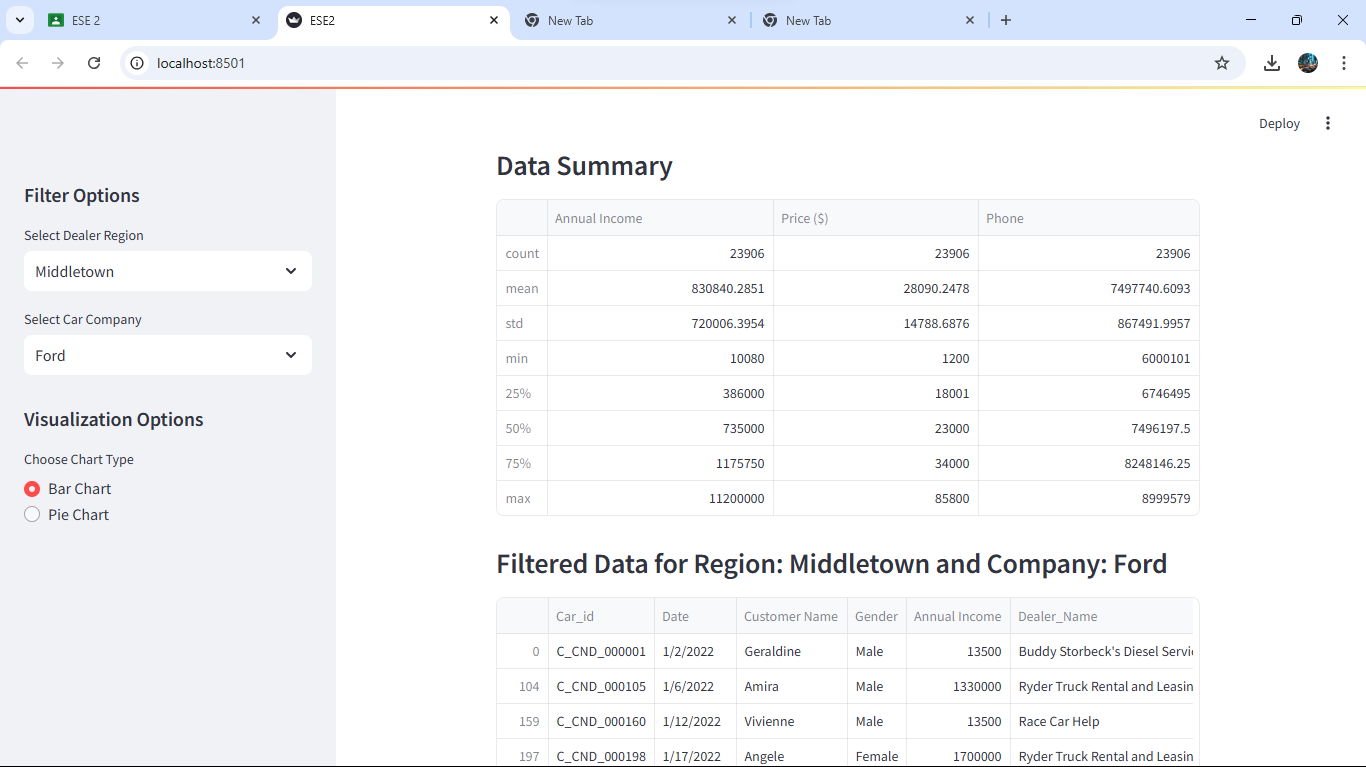 ESE 2
ESE2
New Tab
New Tab
localhost:8501
Deploy
Filter Options
Select Dealer Region
Middletown
Select Car Company
Ford
Visualization Options
Choose Chart Type
Bar Chart
Pie Chart
Data Summary
Annual Income Price ($) Phone
count 23906 23906 23906
mean 830840.2851 28090.2478 7497740.6093
std 720006.3954 14788.6876 867491.9957
min 10080 1200 6000101
25% 386000 18001 6746495
50% 735000 23000 7496197.5
75% 1175750 34000 8248146.25
max 11200000 85800 8999579
Filtered Data for Region: Middletown and Company: Ford
Car_id Date Customer Name Gender Annual Income Dealer_Name
0 C_CND_000001 1/2/2022 Geraldine Male 13500 Buddy Storbeck's Diesel Servi
104 C_CND_000105 1/6/2022 Amira Male 1330000 Ryder Truck Rental and Leasin
159 C_CND_000160 1/12/2022 Vivienne Male 13500 Race Car Help
197 C_CND_000198 1/17/2022 Angele Female 1700000 Ryder Truck Rental and Leasin